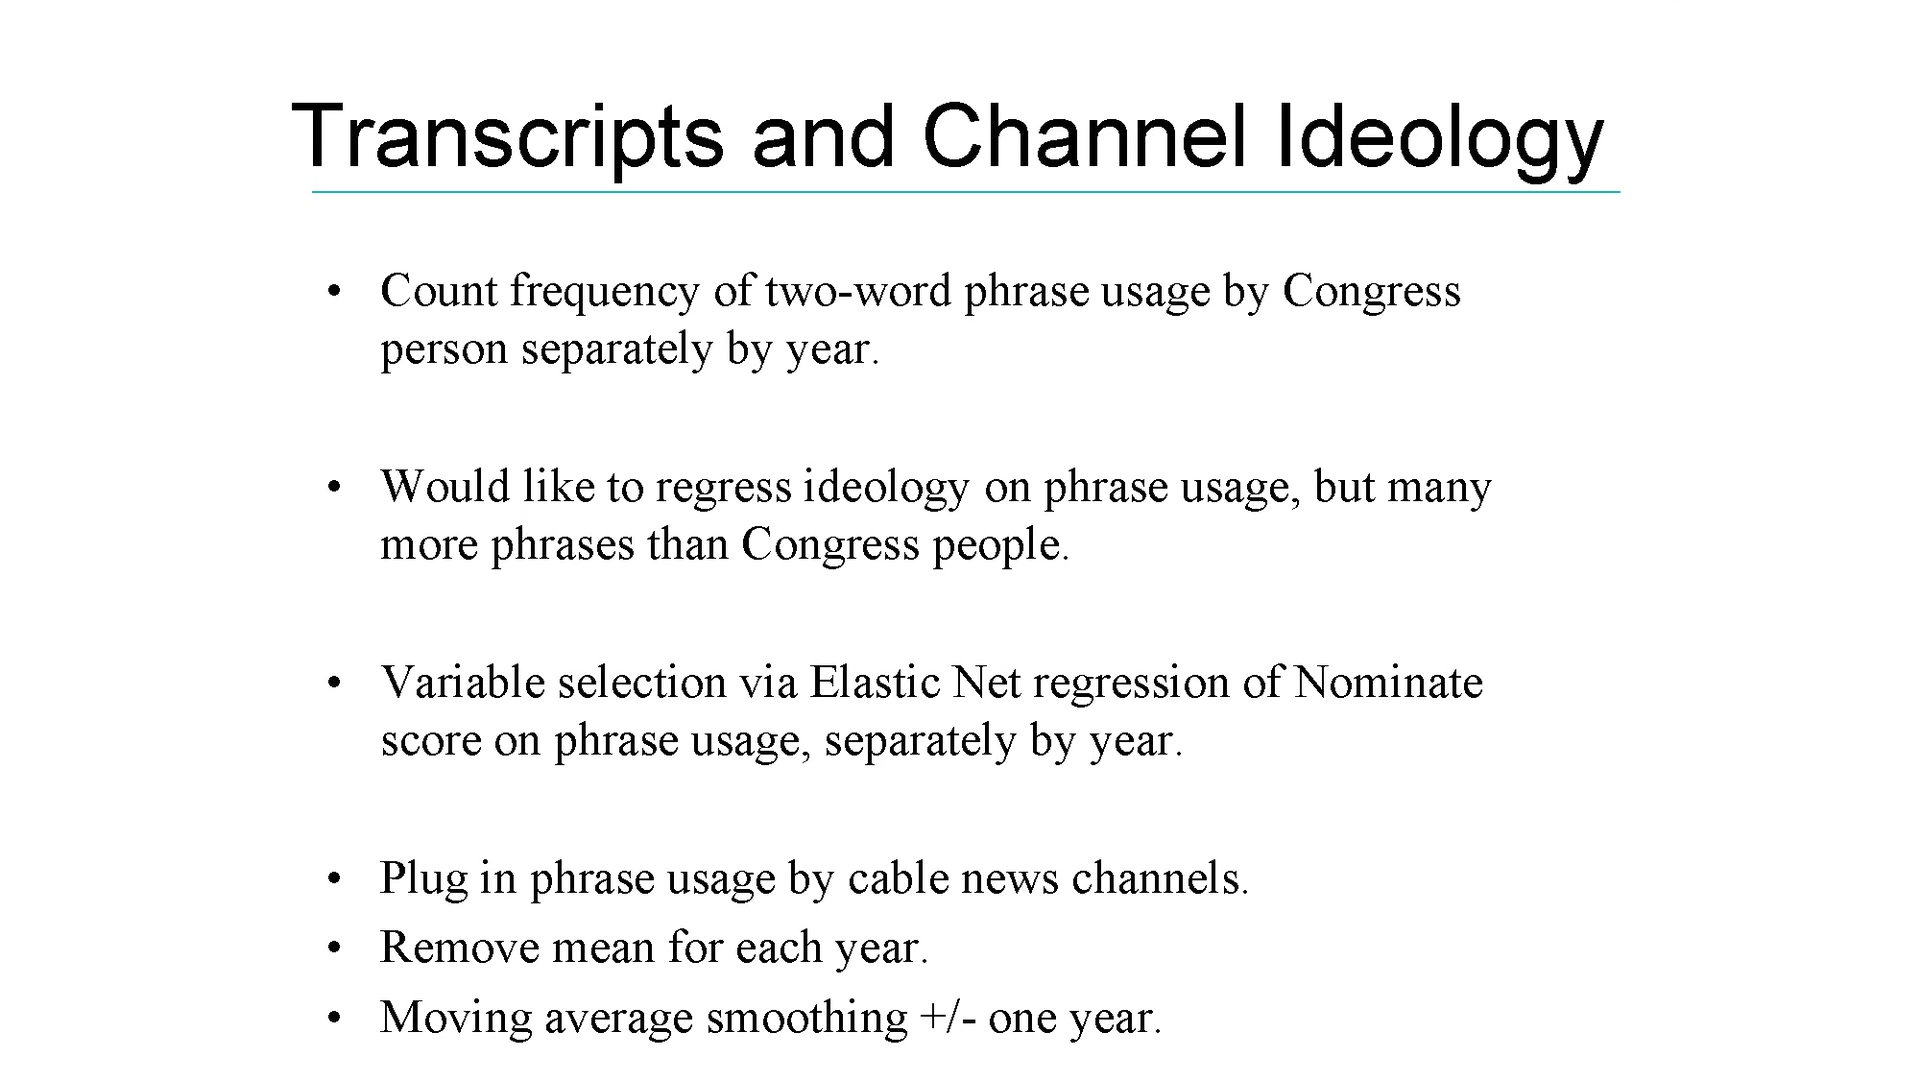 Transcripts and Channel Ideology
• Count frequency of two-word phrase usage by Congress
person separately by year.
• Would like to regress ideology on phrase usage, but many
more phrases than Congress people.
• Variable selection via Elastic Net regression of Nominate
score on phrase usage, separately by year.
• Plug in phrase usage by cable news channels.
• Remove mean for each year.
• Moving average smoothing +/- one year.